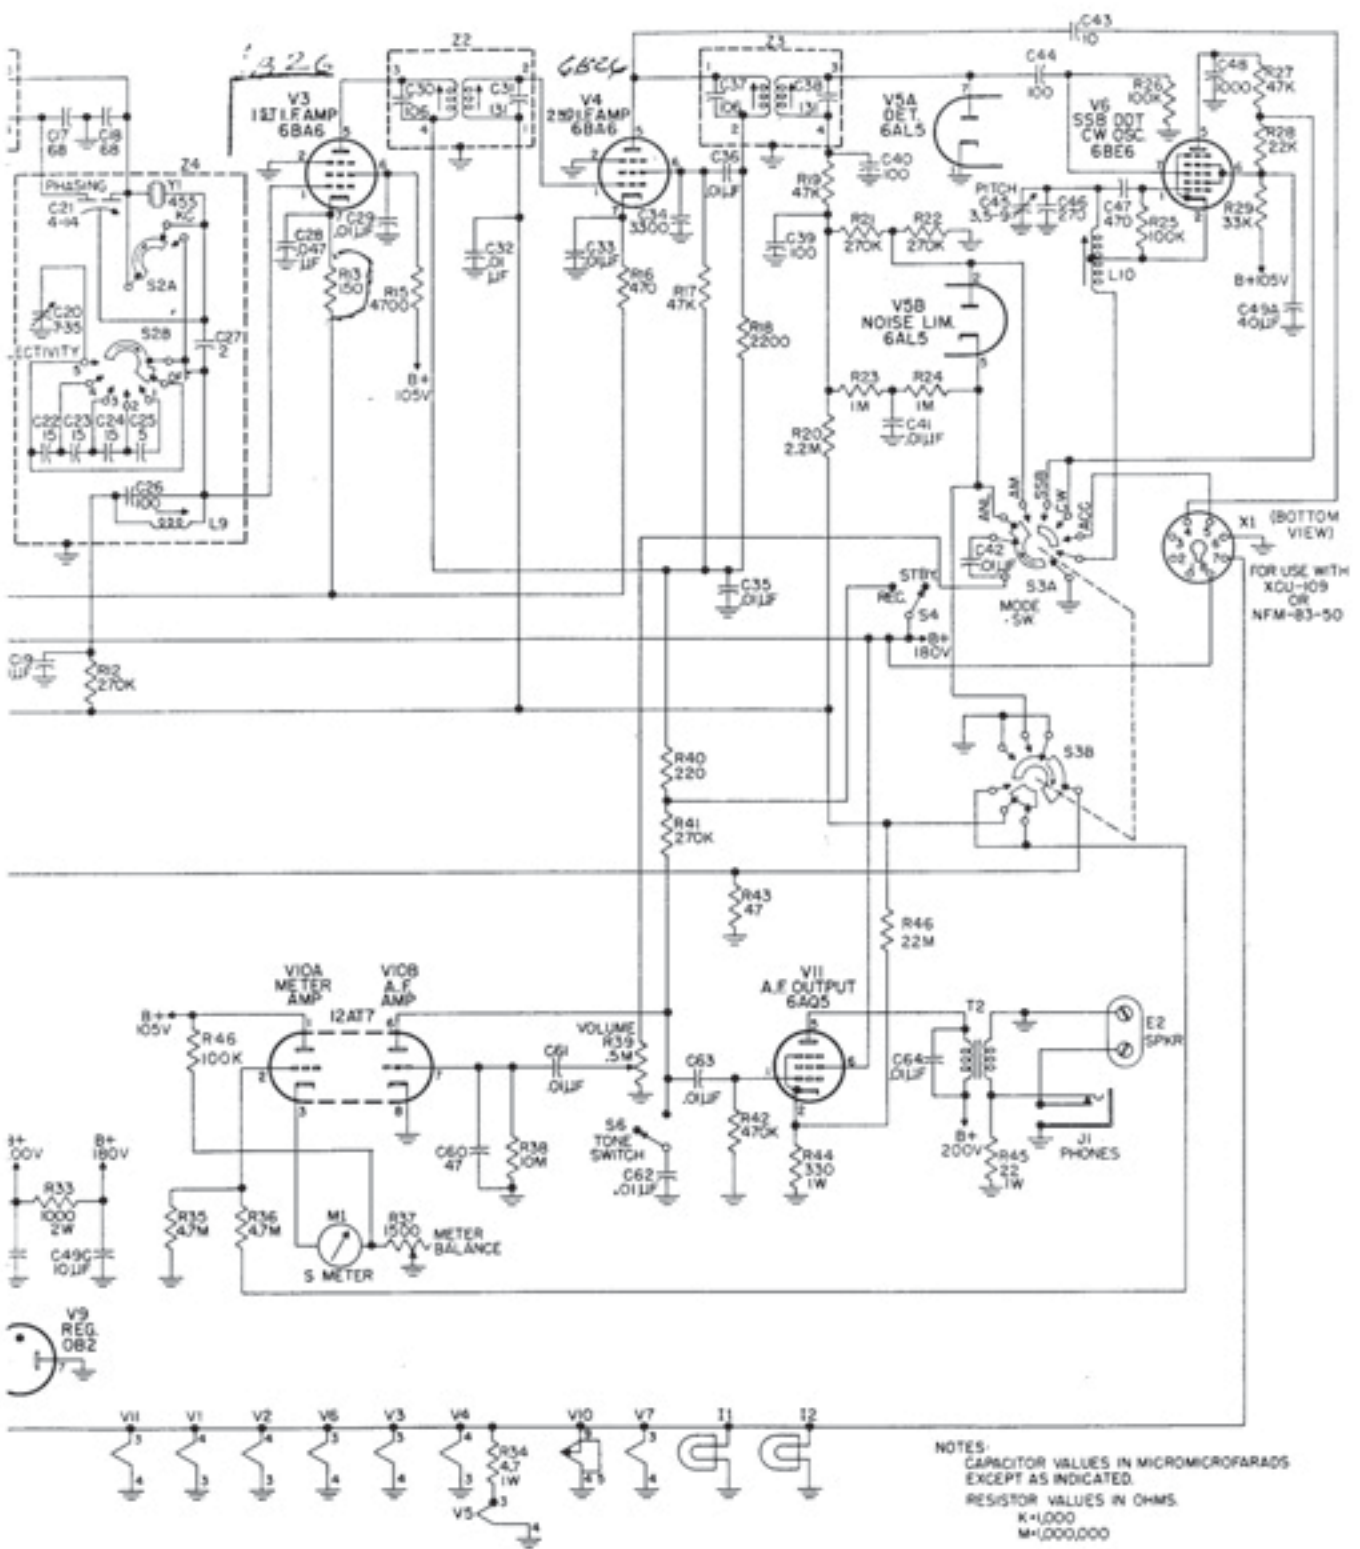 C43
10
Z2
Z3
6BZ6
V3
1ST I.F. AMP
6BA6
V4
2ND I.F. AMP
6BA6
C30
106
C31
131
C37
106
C38
131
C44
100
V5A
DET.
6AL5
R26
100K
V6
SSB DET
CW OSC.
6BE6
C48
1000
R27
47K
R28
22K
R29
33K
B+105V
C49A
40µF
C17
68
C18
68
Z4
PHASING
C21
4-14
Y1
455
KC
S2A
C20
7-35
S2B
OFF
C27
2
C22
15
C23
15
C24
15
C25
5
C26
100
L9
C28
.047
µF
C29
.01µF
R13
150
R15
4700
B+
105V
C32
.01
µF
C33
.01µF
R16
470
C34
3300
C36
.01µF
R17
47K
R18
2200
R19
47K
C40
100
C39
100
R21
270K
R22
270K
PITCH
C45
3.5-9
C46
270
C47
470
R25
100K
L10
V5B
NOISE LIM.
6AL5
R23
1M
R24
1M
C41
.01µF
R20
2.2M
ANL
AM
SSB
CW
ACC
C42
.01µF
S3A
MODE
SW.
X1
(BOTTOM
VIEW)
FOR USE WITH
XCU-109
OR
NFM-83-50
C35
.01µF
STBY.
REC.
S4
B+
180V
C19
R12
270K
S3B
R40
220
R41
270K
R43
47
R46
22M
V10A
METER
AMP
V10B
A.F.
AMP
12AT7
B+
105V
R46
100K
VOLUME
R39
.5M
C61
.01µF
C63
.01µF
V11
A.F. OUTPUT
6AQ5
T2
C64
.01µF
E2
SPKR
C60
47
R38
10M
S6
TONE
SWITCH
C62
.01µF
R42
470K
R44
330
1W
B+
200V
R45
22
1W
J1
PHONES
B+
180V
R33
1000
2W
C49C
10µF
R35
4.7M
R36
4.7M
M1
S METER
R37
1500
METER
BALANCE
V9
REG.
OB2
V11
V1
V2
V6
V3
V4
R34
4.7
1W
V5
V10
V7
I1
I2
NOTES:
CAPACITOR VALUES IN MICROMICROFARADS
EXCEPT AS INDICATED.
RESISTOR VALUES IN OHMS.
K=1,000
M=1,000,000